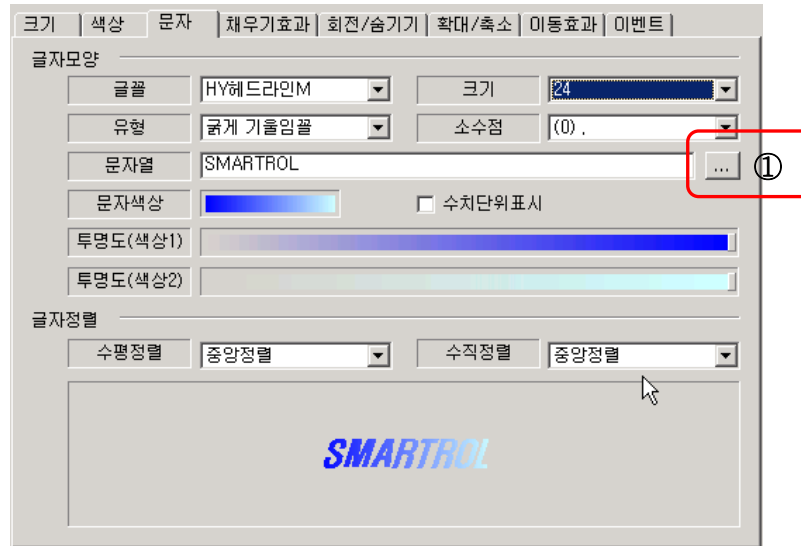 크기 색상 문자 채우기효과 회전/숨기기 확대/축소 이동효과 이벤트
글자모양
글꼴 HY헤드라인M 크기 24
유형 굵게 기울임꼴 소수점 (0) .
문자열 SMARTROL ... ①
문자색상 수치단위표시
투명도(색상1)
투명도(색상2)
글자정렬
수평정렬 중앙정렬 수직정렬 중앙정렬
SMARTROL